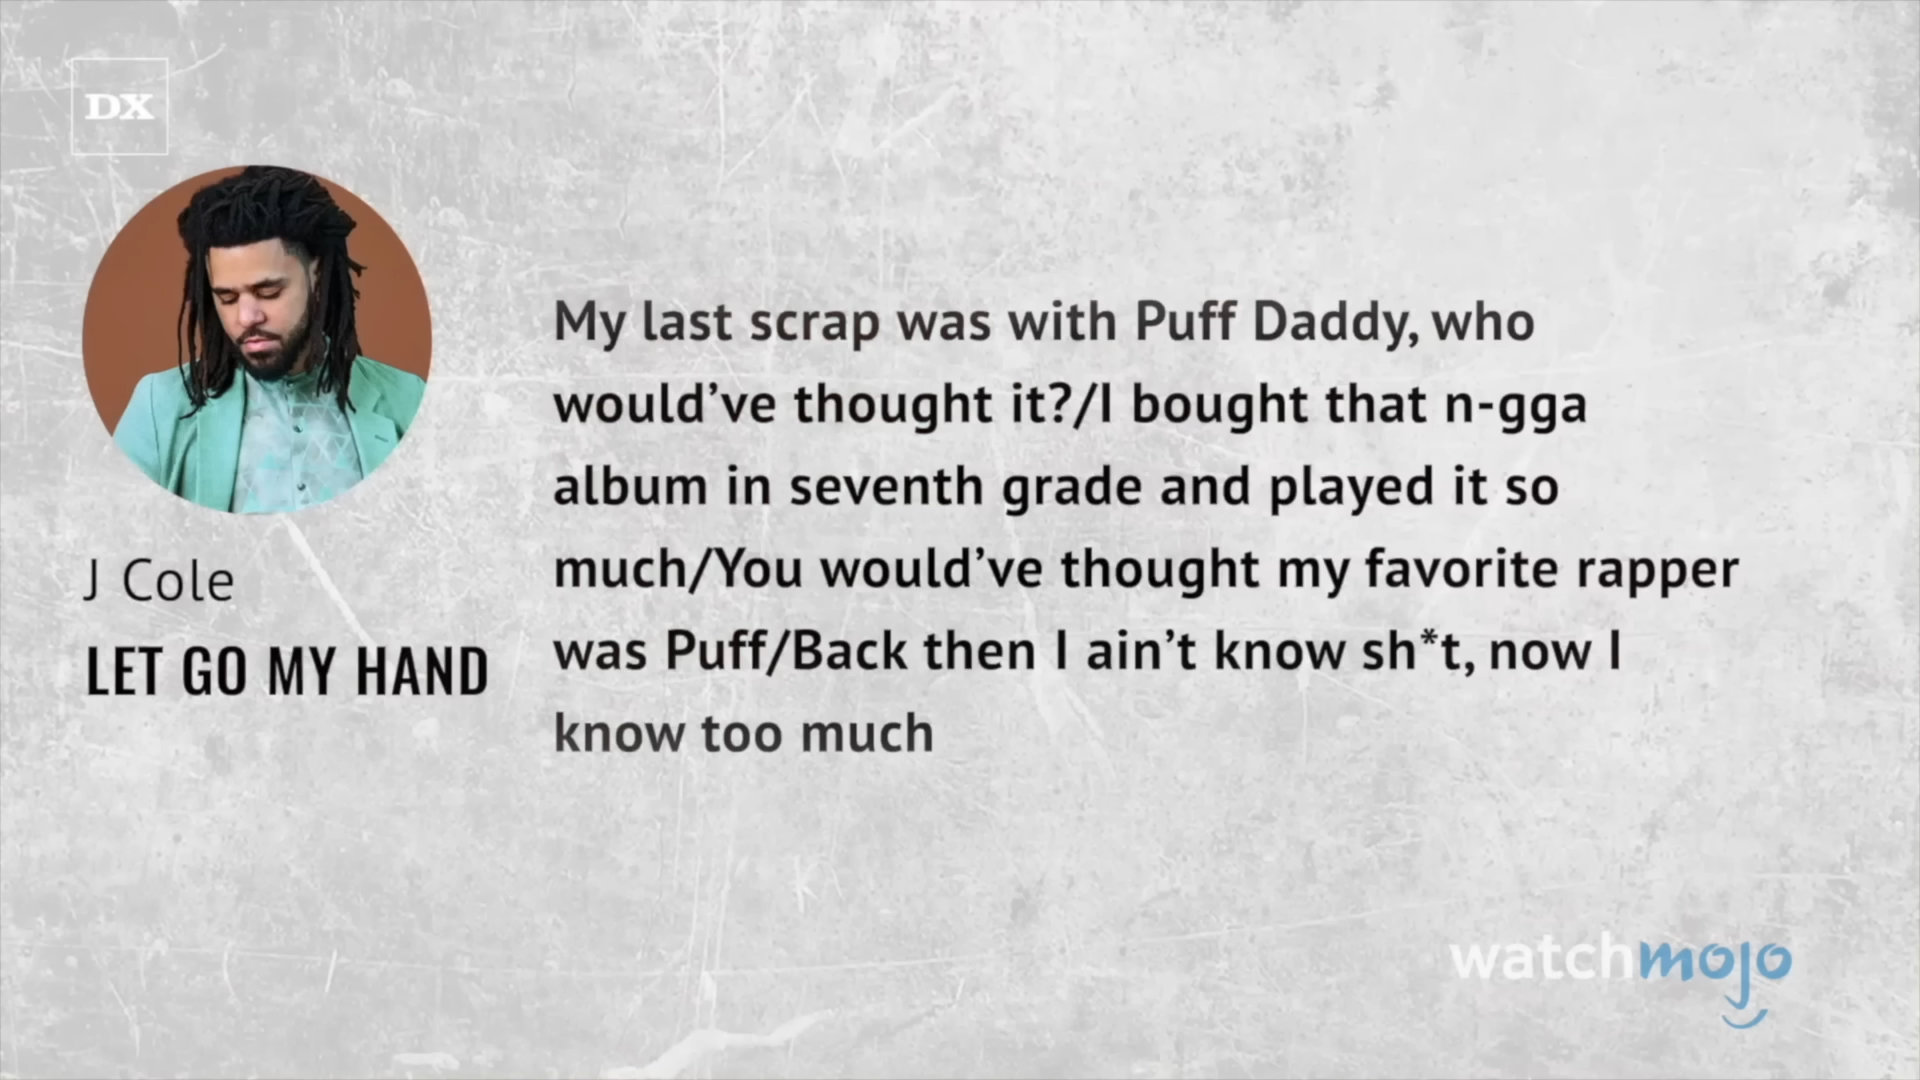 DX
J Cole
LET GO MY HAND
My last scrap was with Puff Daddy, who
would’ve thought it?/I bought that n-gga
album in seventh grade and played it so
much/You would’ve thought my favorite rapper
was Puff/Back then I ain’t know sh*t, now I
know too much
watchmojo